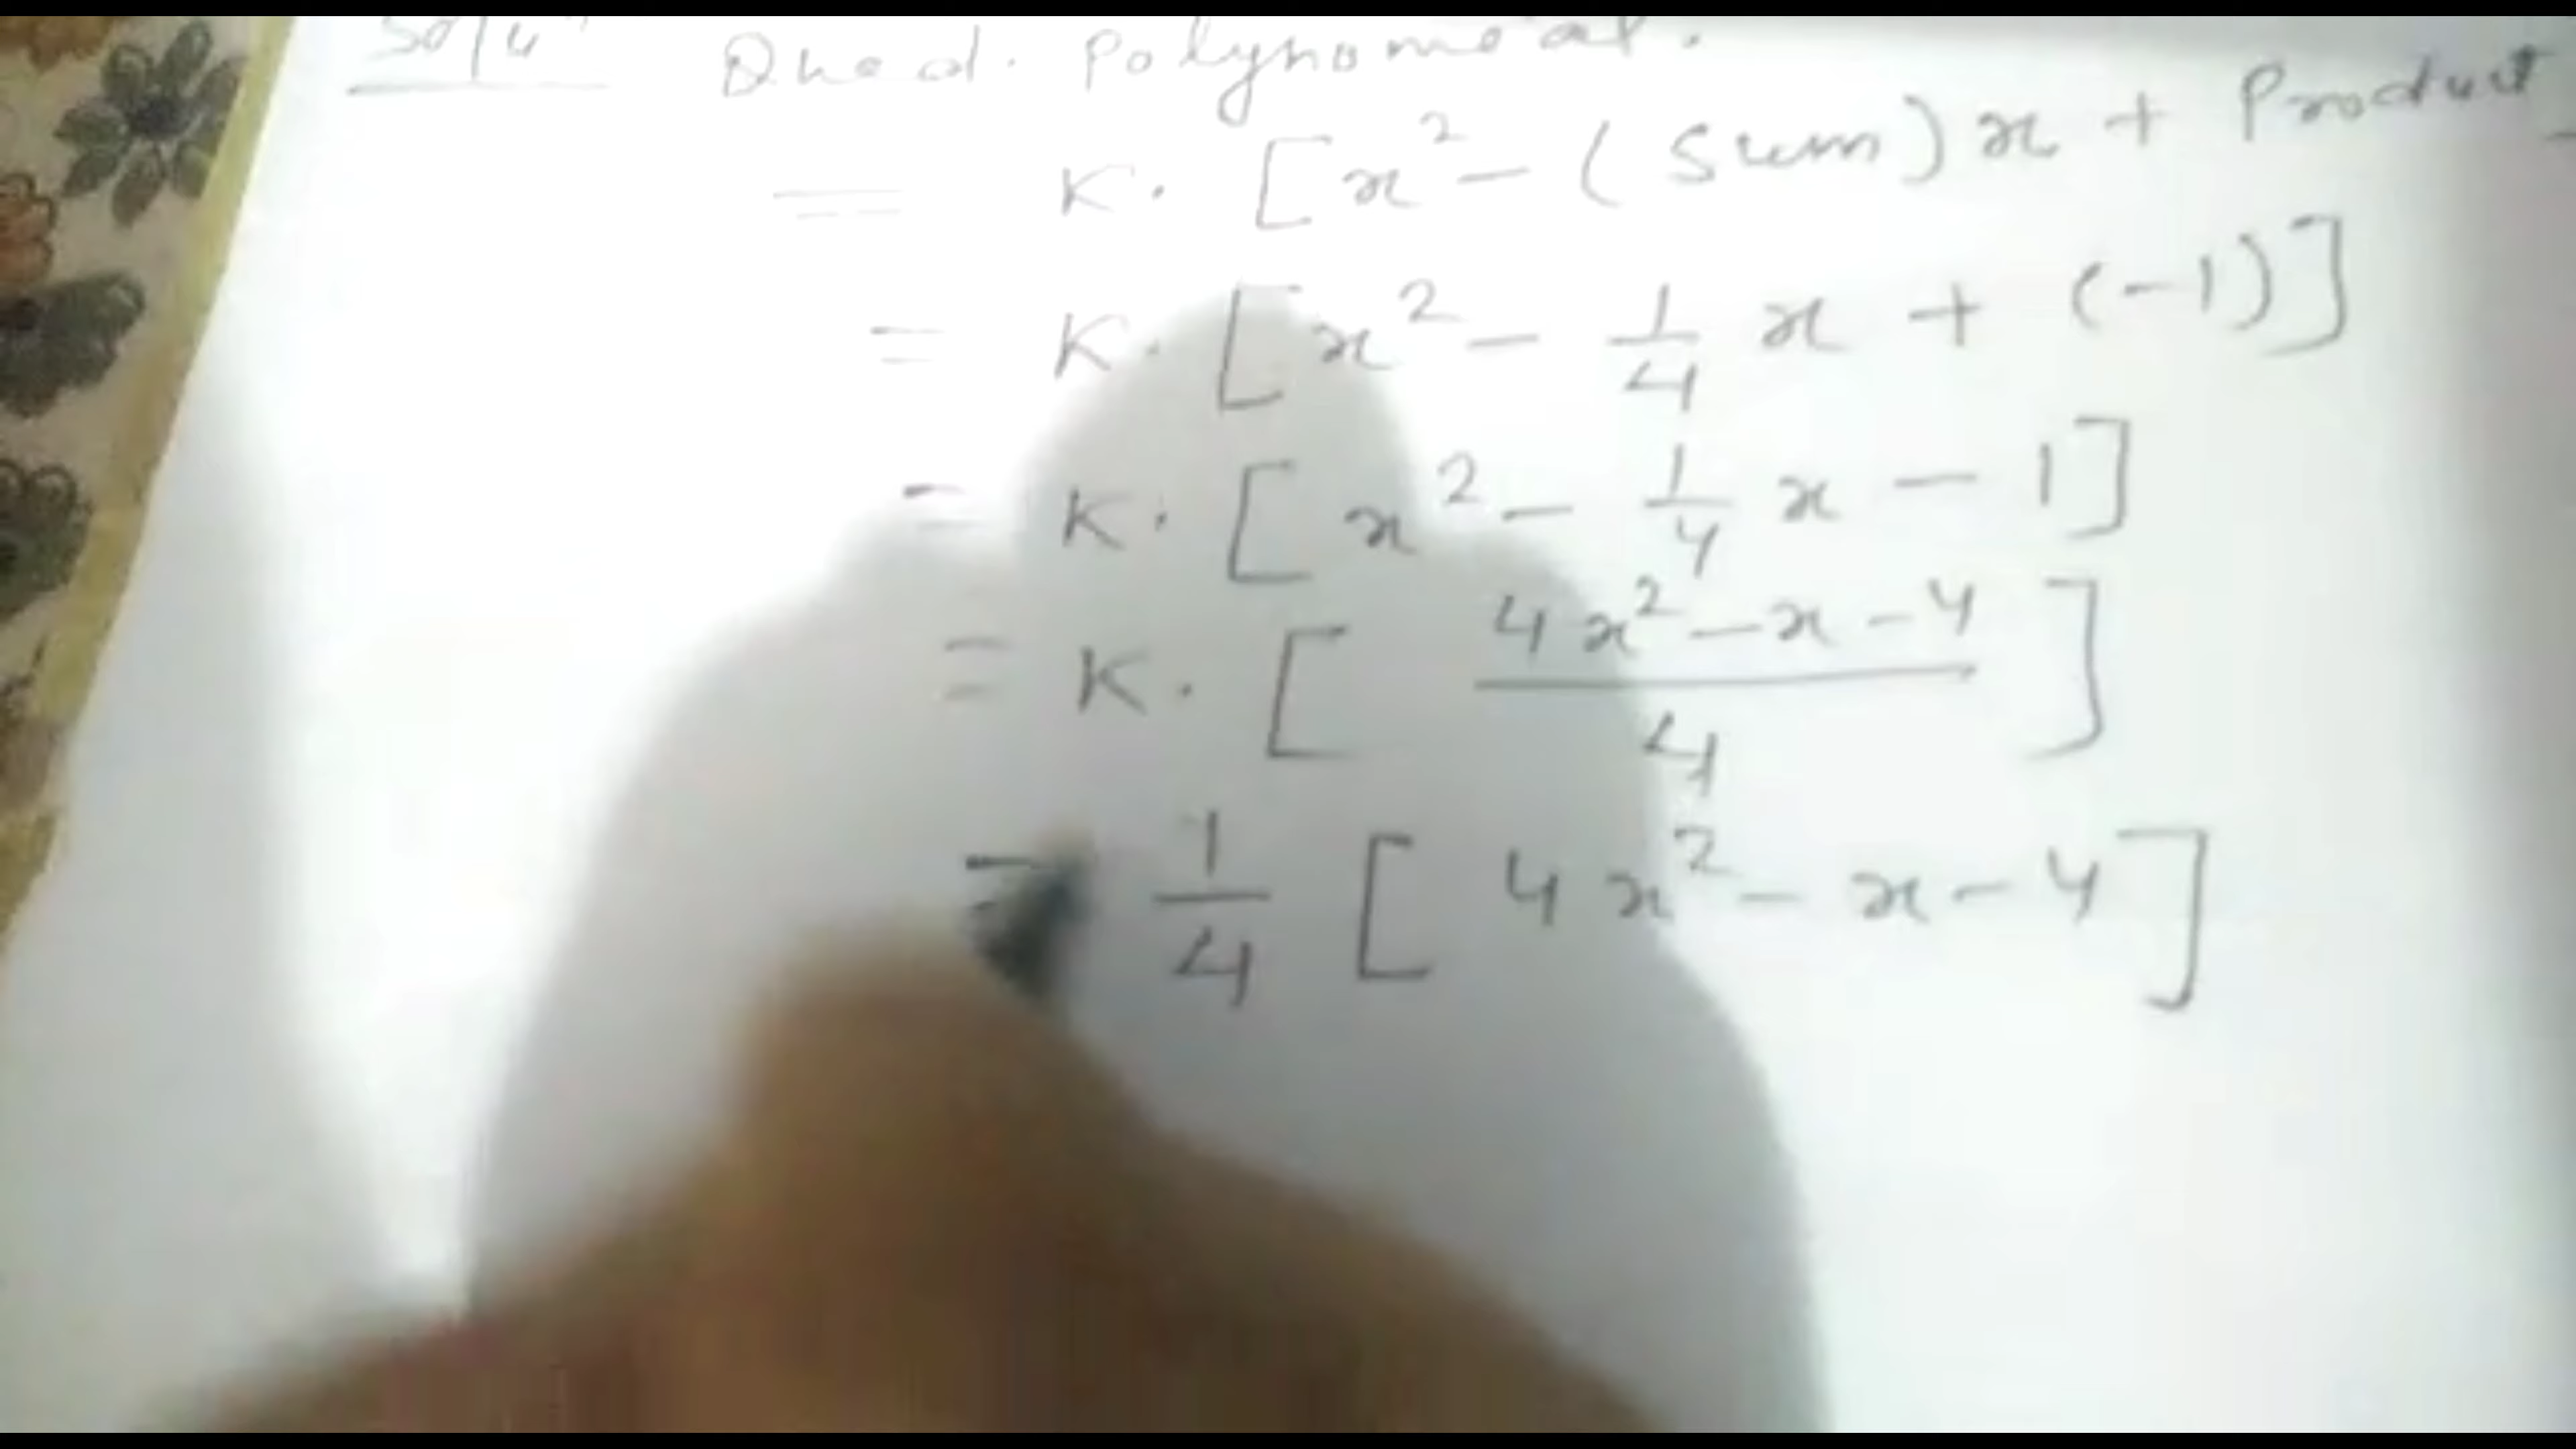 Sol4n Quad. Polynomial.
= K. [x² - (Sum) x + Product
= K. [x² - 1/4 x + (-1)]
= K. [x² - 1/4 x - 1]
= K. [ (4x² - x - 4)/4 ]
= 1/4 [ 4x² - x - 4 ]